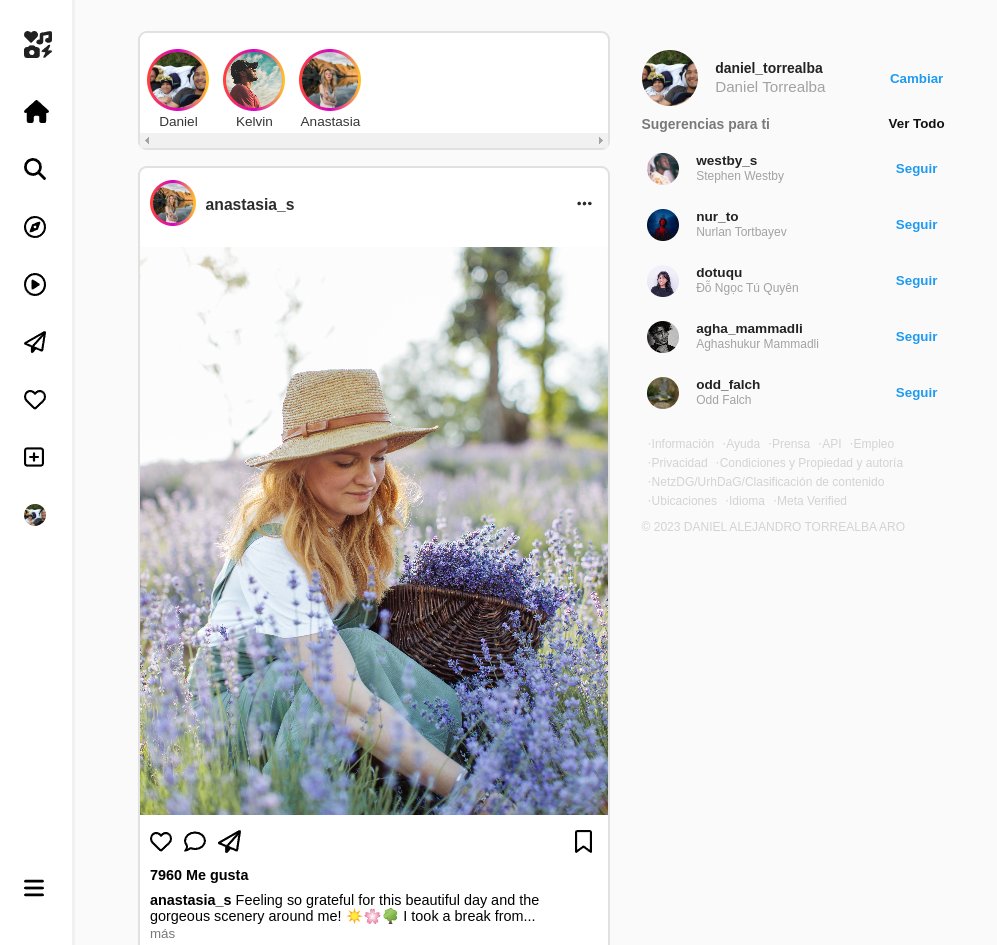 Daniel
Kelvin
Anastasia
anastasia_s
7960 Me gusta
anastasia_s Feeling so grateful for this beautiful day and the
gorgeous scenery around me! ☀️🌸🌳 I took a break from...
más
daniel_torrealba
Daniel Torrealba
Cambiar
Sugerencias para ti
Ver Todo
westby_s
Stephen Westby
Seguir
nur_to
Nurlan Tortbayev
Seguir
dotuqu
Đỗ Ngọc Tú Quyên
Seguir
agha_mammadli
Aghashukur Mammadli
Seguir
odd_falch
Odd Falch
Seguir
·Información ·Ayuda ·Prensa ·API ·Empleo
·Privacidad ·Condiciones y Propiedad y autoría
·NetzDG/UrhDaG/Clasificación de contenido
·Ubicaciones ·Idioma ·Meta Verified
© 2023 DANIEL ALEJANDRO TORREALBA ARO